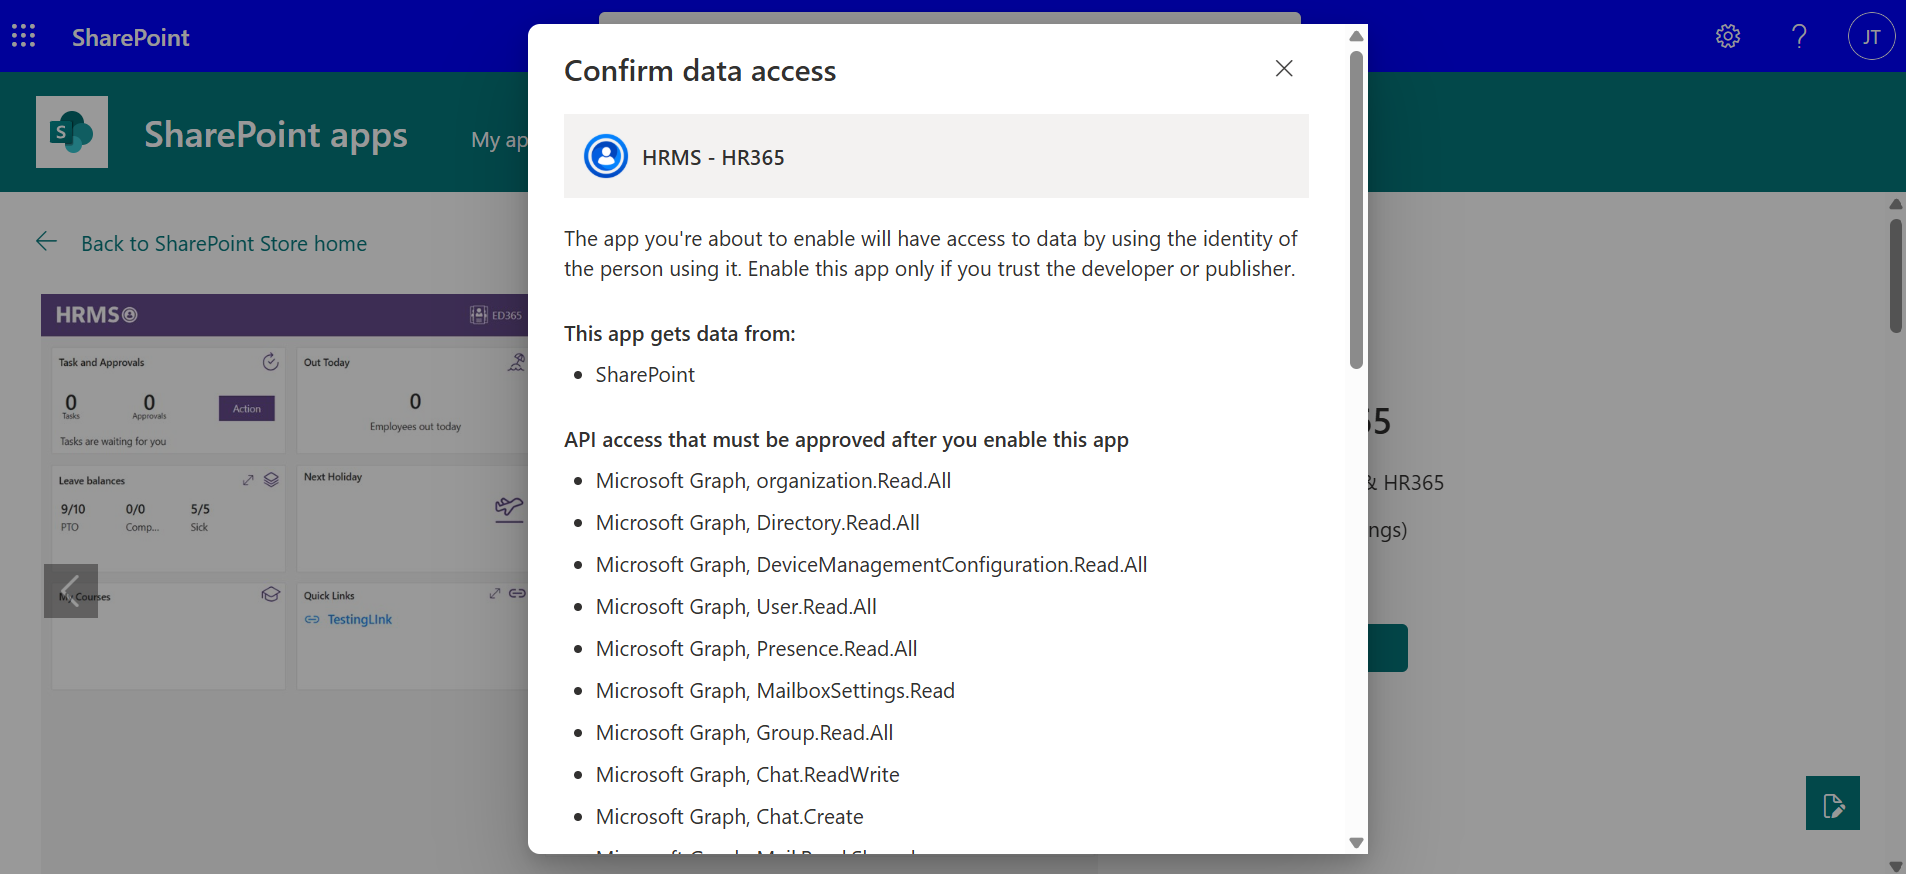 SharePoint
JT
S
SharePoint apps
My ap
Back to SharePoint Store home
HRMS
ED365
Task and Approvals
0
Tasks
0
Approvals
Action
Tasks are waiting for you
Out Today
0
Employees out today
Leave balances
9/10
PTO
0/0
Comp...
5/5
Sick
Next Holiday
My Courses
Quick Links
TestingLInk
Confirm data access
HRMS - HR365
The app you're about to enable will have access to data by using the identity of
the person using it. Enable this app only if you trust the developer or publisher.
This app gets data from:
• SharePoint
API access that must be approved after you enable this app
• Microsoft Graph, organization.Read.All
• Microsoft Graph, Directory.Read.All
• Microsoft Graph, DeviceManagementConfiguration.Read.All
• Microsoft Graph, User.Read.All
• Microsoft Graph, Presence.Read.All
• Microsoft Graph, MailboxSettings.Read
• Microsoft Graph, Group.Read.All
• Microsoft Graph, Chat.ReadWrite
• Microsoft Graph, Chat.Create
65
& HR365
ngs)